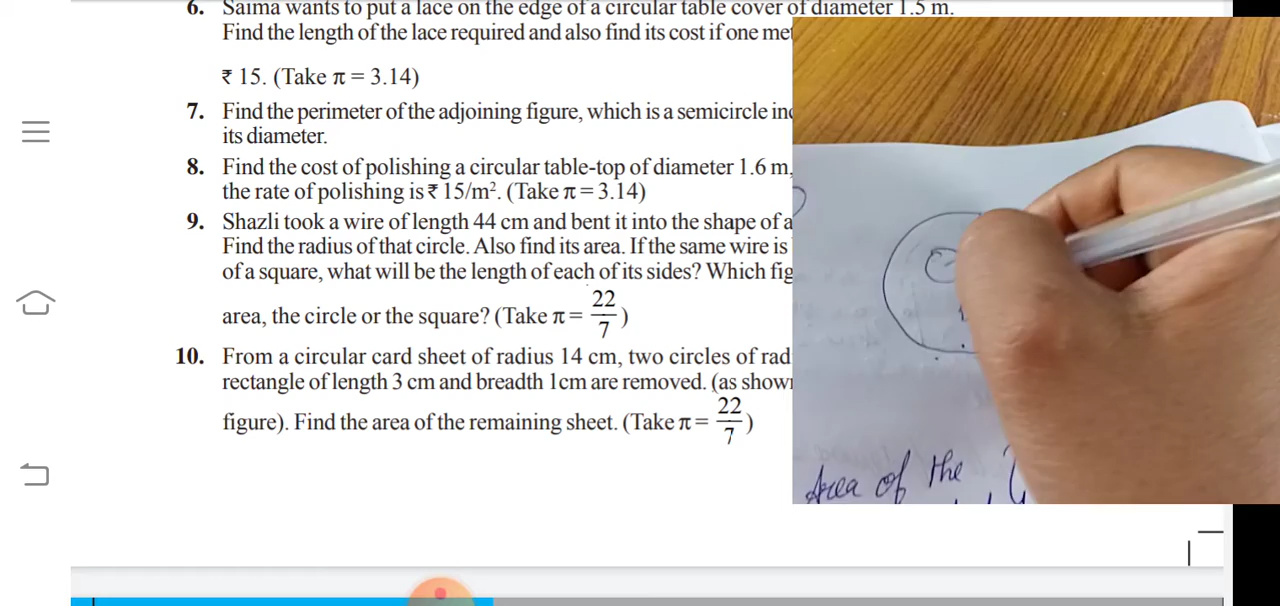 6. Saima wants to put a lace on the edge of a circular table cover of diameter 1.5 m.
Find the length of the lace required and also find its cost if one
₹ 15. (Take π = 3.14)
7. Find the perimeter of the adjoining figure, which is a semicircle
its diameter.
8. Find the cost of polishing a circular table-top of diameter 1.6 m,
the rate of polishing is ₹ 15/m². (Take π = 3.14)
9. Shazli took a wire of length 44 cm and bent it into the shape of a
Find the radius of that circle. Also find its area. If the same wire is
of a square, what will be the length of each of its sides? Which
area, the circle or the square? (Take π = 22/7)
10. From a circular card sheet of radius 14 cm, two circles of
rectangle of length 3 cm and breadth 1cm are removed. (as
figure). Find the area of the remaining sheet. (Take π = 22/7)
Area of the